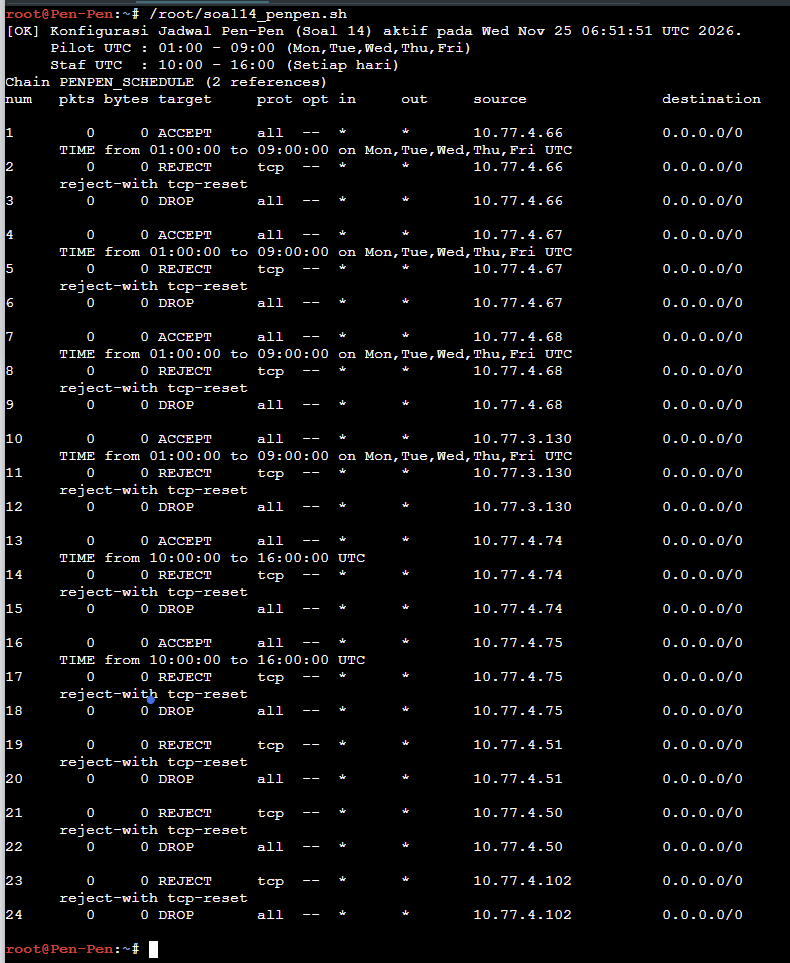 root@Pen-Pen:~# /root/soal14_penpen.sh
[OK] Konfigurasi Jadwal Pen-Pen (Soal 14) aktif pada Wed Nov 25 06:51:51 UTC 2026.
     Pilot UTC : 01:00 - 09:00 (Mon,Tue,Wed,Thu,Fri)
     Staf UTC  : 10:00 - 16:00 (Setiap hari)
Chain PENPEN_SCHEDULE (2 references)
num   pkts bytes target     prot opt in     out     source               destination
1        0     0 ACCEPT     all  --  *      *       10.77.4.66           0.0.0.0/0
      TIME from 01:00:00 to 09:00:00 on Mon,Tue,Wed,Thu,Fri UTC
2        0     0 REJECT     tcp  --  *      *       10.77.4.66           0.0.0.0/0
      reject-with tcp-reset
3        0     0 DROP       all  --  *      *       10.77.4.66           0.0.0.0/0
4        0     0 ACCEPT     all  --  *      *       10.77.4.67           0.0.0.0/0
      TIME from 01:00:00 to 09:00:00 on Mon,Tue,Wed,Thu,Fri UTC
5        0     0 REJECT     tcp  --  *      *       10.77.4.67           0.0.0.0/0
      reject-with tcp-reset
6        0     0 DROP       all  --  *      *       10.77.4.67           0.0.0.0/0
7        0     0 ACCEPT     all  --  *      *       10.77.4.68           0.0.0.0/0
      TIME from 01:00:00 to 09:00:00 on Mon,Tue,Wed,Thu,Fri UTC
8        0     0 REJECT     tcp  --  *      *       10.77.4.68           0.0.0.0/0
      reject-with tcp-reset
9        0     0 DROP       all  --  *      *       10.77.4.68           0.0.0.0/0
10       0     0 ACCEPT     all  --  *      *       10.77.3.130          0.0.0.0/0
      TIME from 01:00:00 to 09:00:00 on Mon,Tue,Wed,Thu,Fri UTC
11       0     0 REJECT     tcp  --  *      *       10.77.3.130          0.0.0.0/0
      reject-with tcp-reset
12       0     0 DROP       all  --  *      *       10.77.3.130          0.0.0.0/0
13       0     0 ACCEPT     all  --  *      *       10.77.4.74           0.0.0.0/0
      TIME from 10:00:00 to 16:00:00 UTC
14       0     0 REJECT     tcp  --  *      *       10.77.4.74           0.0.0.0/0
      reject-with tcp-reset
15       0     0 DROP       all  --  *      *       10.77.4.74           0.0.0.0/0
16       0     0 ACCEPT     all  --  *      *       10.77.4.75           0.0.0.0/0
      TIME from 10:00:00 to 16:00:00 UTC
17       0     0 REJECT     tcp  --  *      *       10.77.4.75           0.0.0.0/0
      reject-with tcp-reset
18       0     0 DROP       all  --  *      *       10.77.4.75           0.0.0.0/0
19       0     0 REJECT     tcp  --  *      *       10.77.4.51           0.0.0.0/0
      reject-with tcp-reset
20       0     0 DROP       all  --  *      *       10.77.4.51           0.0.0.0/0
21       0     0 REJECT     tcp  --  *      *       10.77.4.50           0.0.0.0/0
      reject-with tcp-reset
22       0     0 DROP       all  --  *      *       10.77.4.50           0.0.0.0/0
23       0     0 REJECT     tcp  --  *      *       10.77.4.102          0.0.0.0/0
      reject-with tcp-reset
24       0     0 DROP       all  --  *      *       10.77.4.102          0.0.0.0/0
root@Pen-Pen:~#